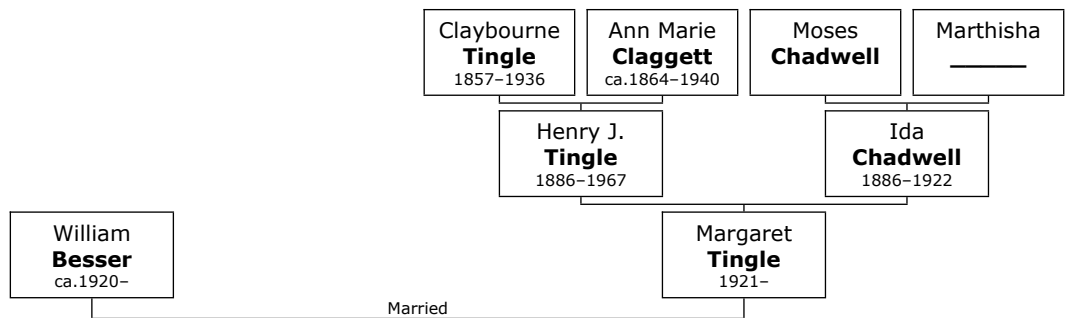 Claybourne
Tingle
1857–1936
Ann Marie
Claggett
ca.1864–1940
Moses
Chadwell
Marthisha
______
Henry J.
Tingle
1886–1967
Ida
Chadwell
1886–1922
William
Besser
ca.1920–
Margaret
Tingle
1921–
Married